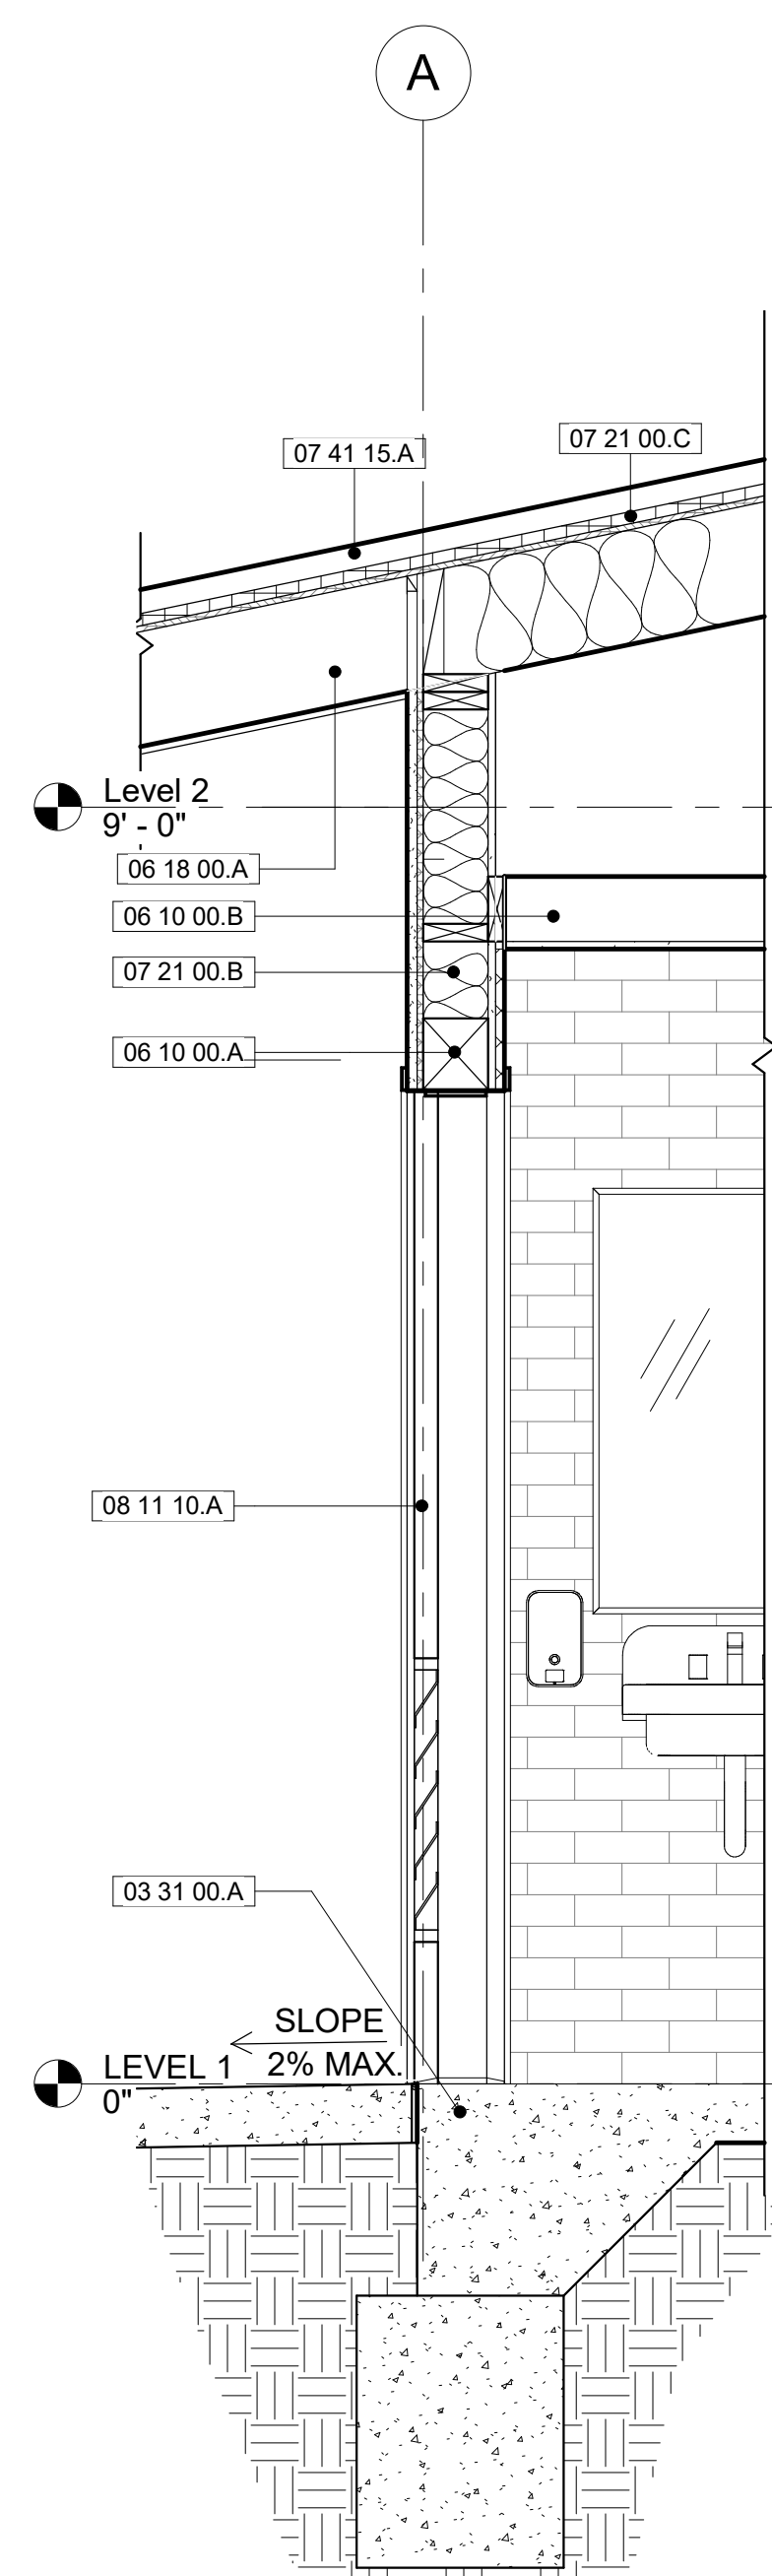 A
07 41 15.A
07 21 00.C
Level 2
9' - 0"
06 18 00.A
06 10 00.B
07 21 00.B
06 10 00.A
08 11 10.A
03 31 00.A
SLOPE
2% MAX.
LEVEL 1
0"